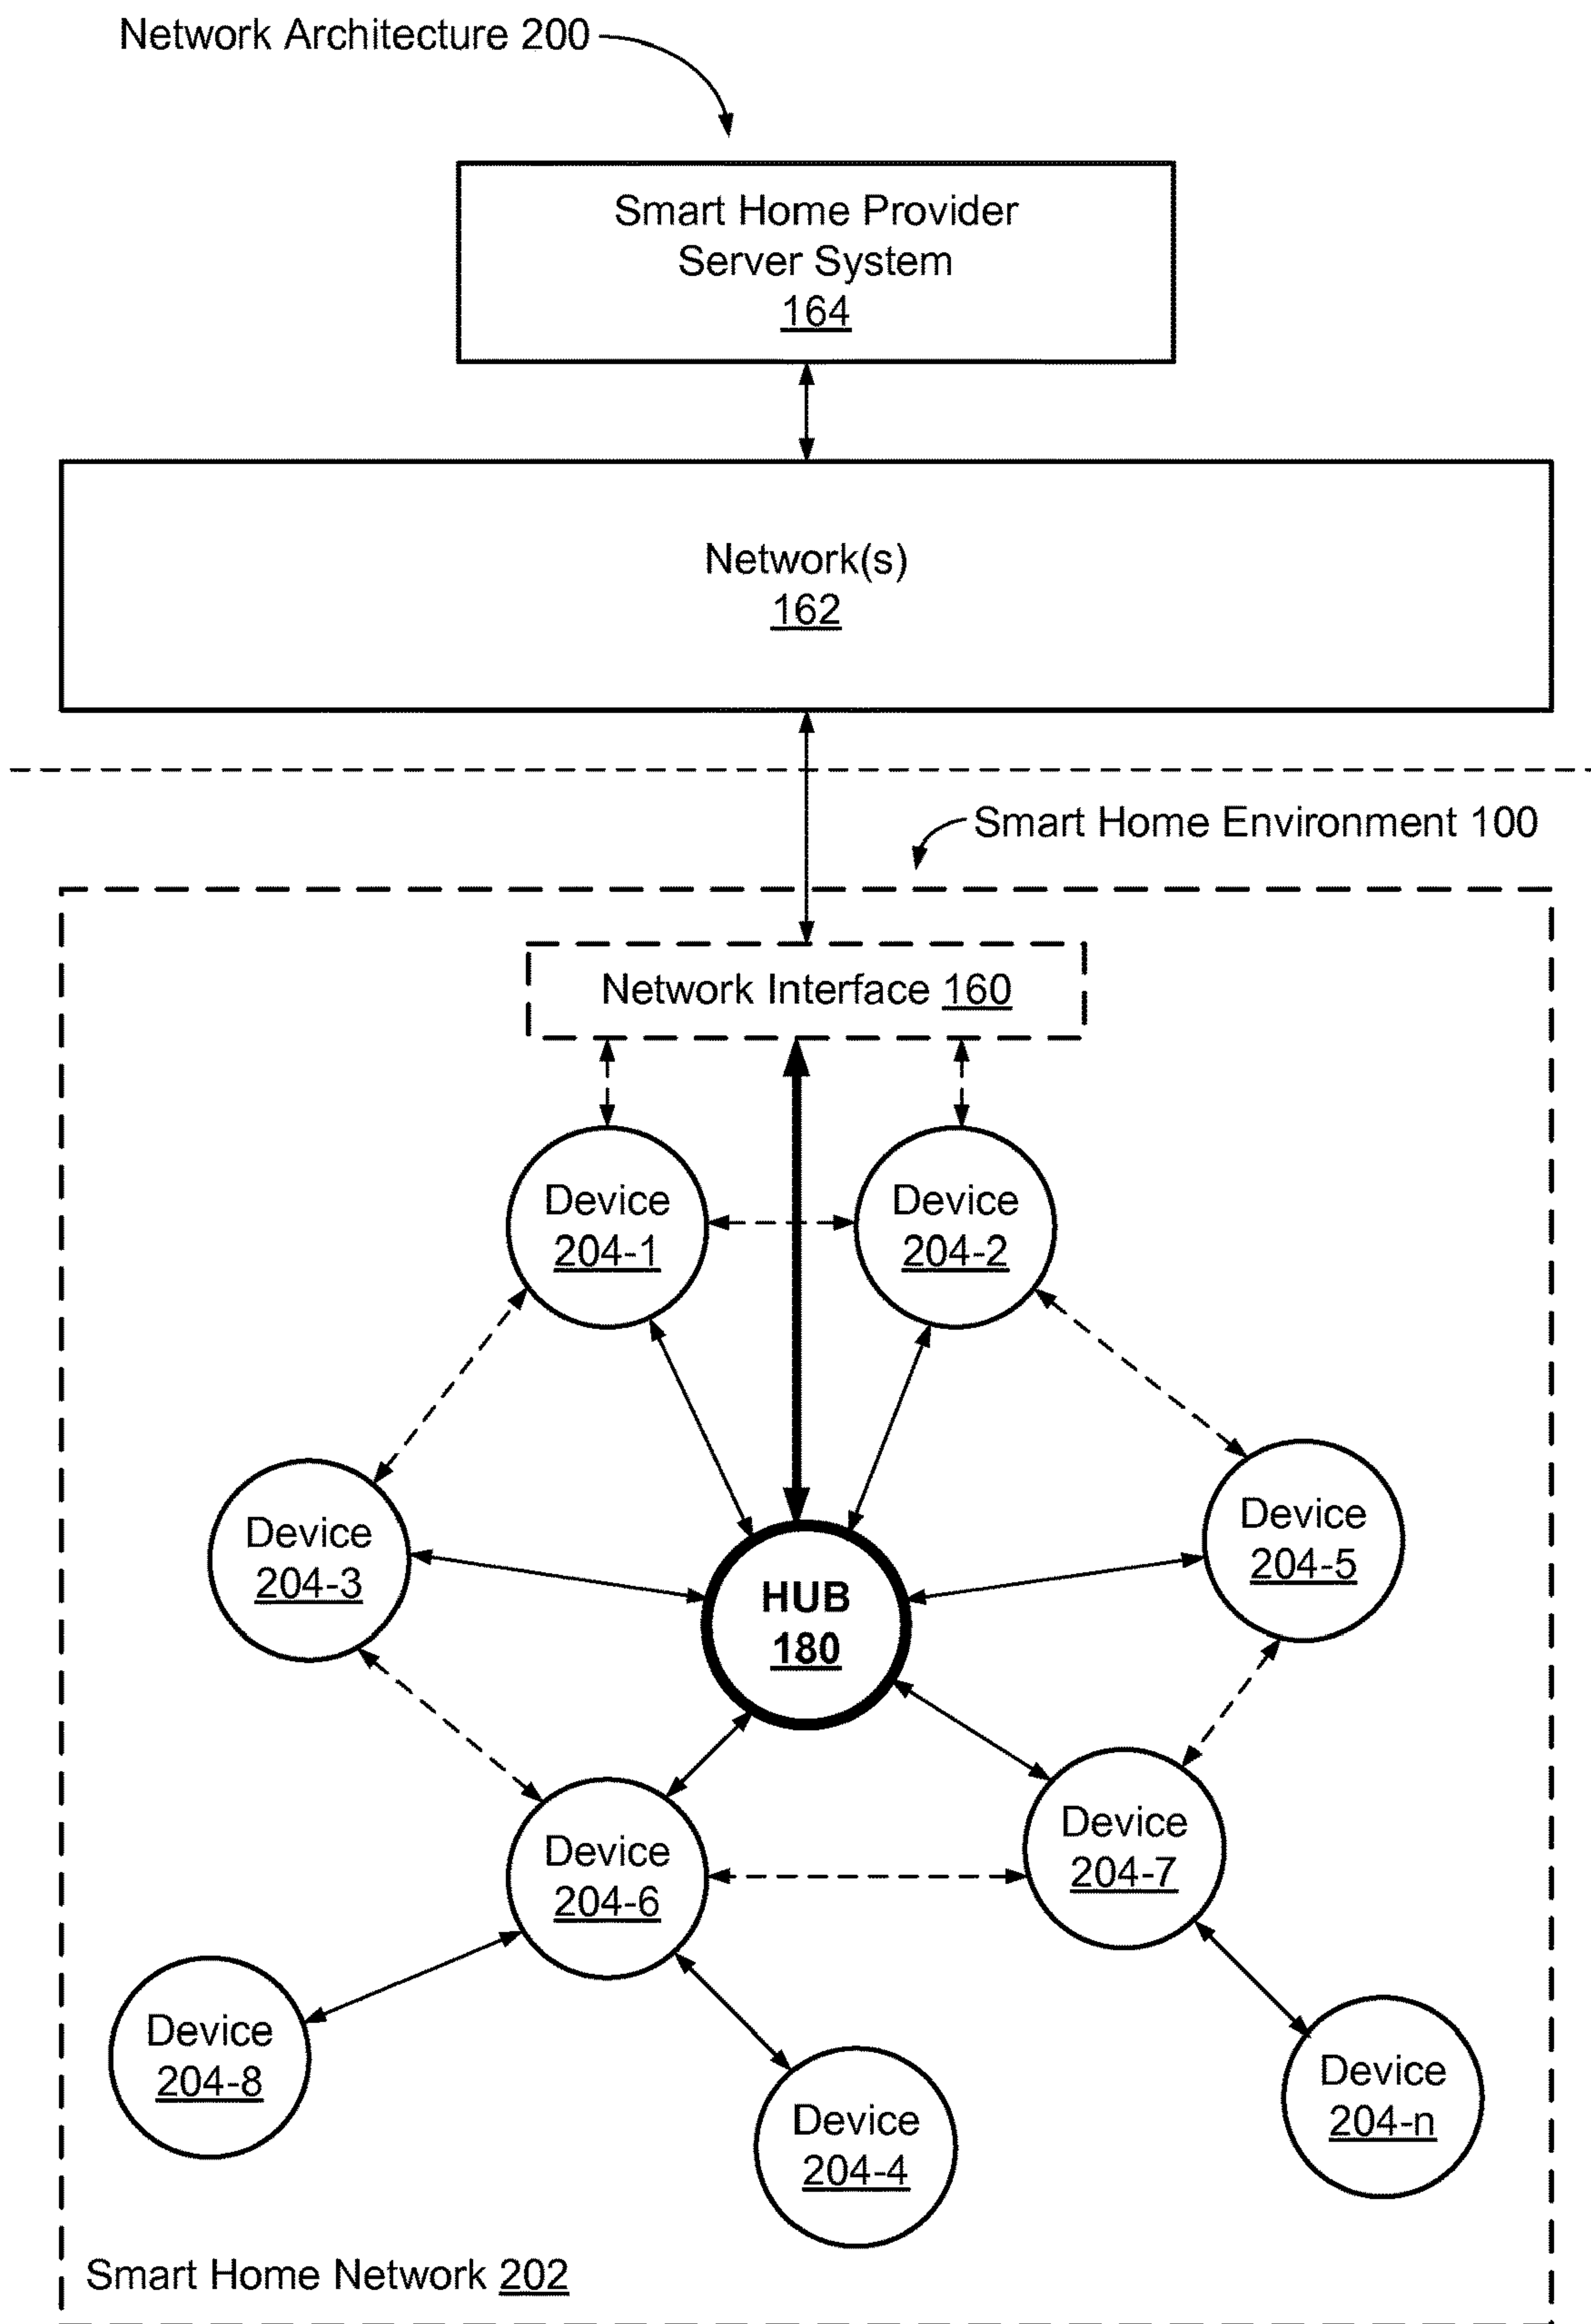 Network Architecture 200
Smart Home Provider
Server System
164
Network(s)
162
Smart Home Environment 100
Network Interface 160
Device
204-1
Device
204-2
Device
204-3
Device
204-5
HUB
180
Device
204-6
Device
204-7
Device
204-8
Device
204-4
Device
204-n
Smart Home Network 202